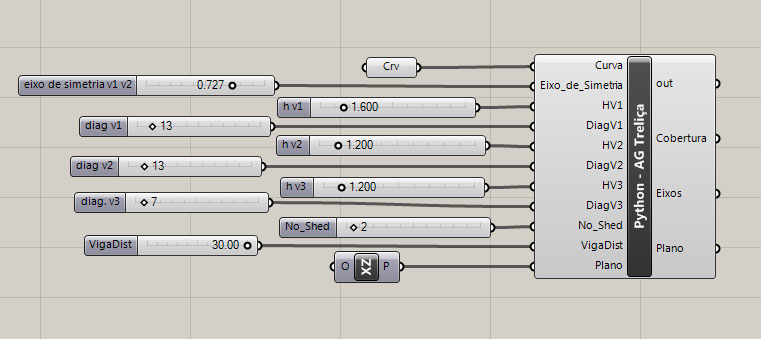 Crv
eixo de simetria v1 v2 0.727
h v1 1.600
diag v1 13
h v2 1.200
diag v2 13
h v3 1.200
diag. v3 7
No_Shed 2
VigaDist 30.00
O XZ P
Curva
Eixo_de_Simetria
HV1
DiagV1
HV2
DiagV2
HV3
DiagV3
No_Shed
VigaDist
Plano
Python - AG Treliça
out
Cobertura
Eixos
Plano